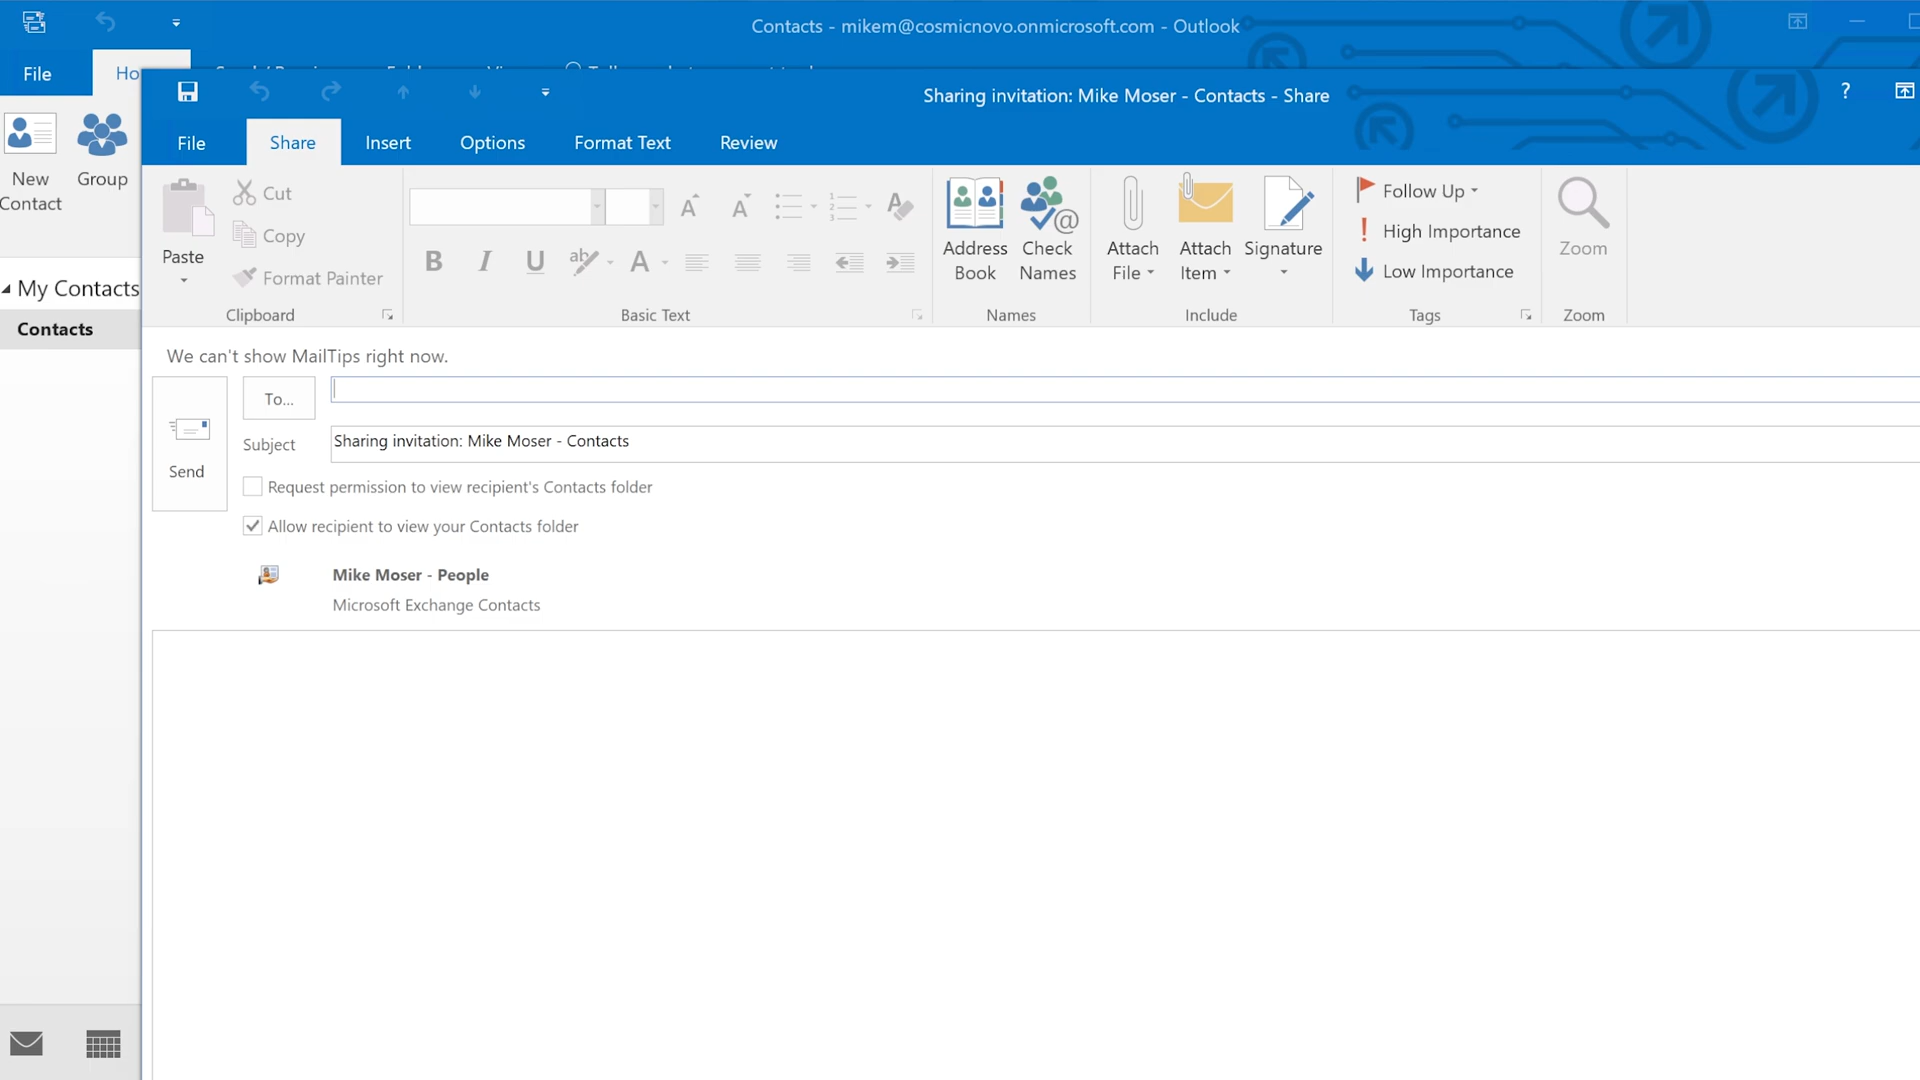 Contacts - mikem@cosmicnovo.onmicrosoft.com - Outlook
File
Ho
Sharing invitation: Mike Moser - Contacts - Share
?
File
Share
Insert
Options
Format Text
Review
New
Contact
Group
Paste
Cut
Copy
Format Painter
Clipboard
B I U
Basic Text
Address
Book
Check
Names
Names
Attach
File
Attach
Item
Signature
Include
Follow Up
High Importance
Low Importance
Tags
Zoom
Zoom
My Contacts
Contacts
We can't show MailTips right now.
To...
Subject
Sharing invitation: Mike Moser - Contacts
Send
Request permission to view recipient's Contacts folder
Allow recipient to view your Contacts folder
Mike Moser - People
Microsoft Exchange Contacts